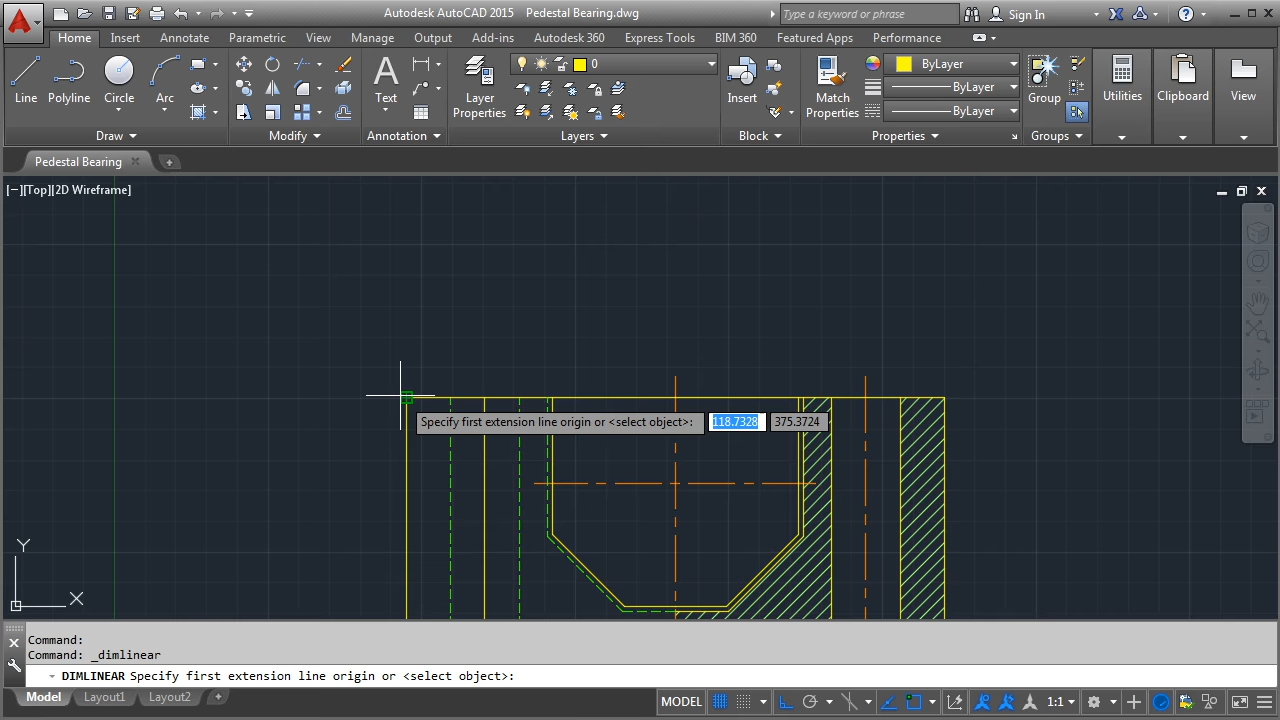 Autodesk AutoCAD 2015 Pedestal Bearing.dwg
Type a keyword or phrase
Sign In
Home Insert Annotate Parametric View Manage Output Add-ins Autodesk 360 Express Tools BIM 360 Featured Apps Performance
Line Polyline Circle Arc
Text
Layer Properties
0
Insert
Match Properties
ByLayer
ByLayer
ByLayer
Group
Utilities
Clipboard
View
Draw Modify Annotation Layers Block Properties Groups
Pedestal Bearing
[−][Top][2D Wireframe]
Specify first extension line origin or <select object>: 118.7328 375.3724
Y
X
Command:
Command: _dimlinear
DIMLINEAR Specify first extension line origin or <select object>:
Model Layout1 Layout2 + MODEL 1:1